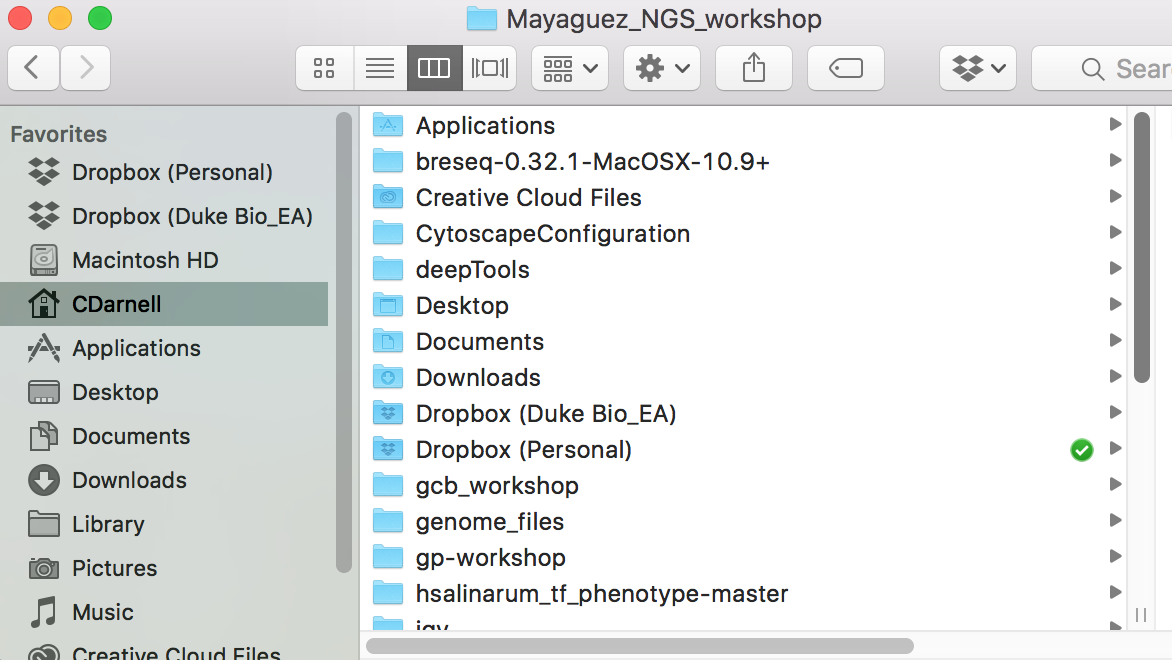 Mayaguez_NGS_workshop
Sear
Favorites
Dropbox (Personal)
Dropbox (Duke Bio_EA)
Macintosh HD
CDarnell
Applications
Desktop
Documents
Downloads
Library
Pictures
Music
Creative Cloud Files
Applications
breseq-0.32.1-MacOSX-10.9+
Creative Cloud Files
CytoscapeConfiguration
deepTools
Desktop
Documents
Downloads
Dropbox (Duke Bio_EA)
Dropbox (Personal)
gcb_workshop
genome_files
gp-workshop
hsalinarum_tf_phenotype-master
igv